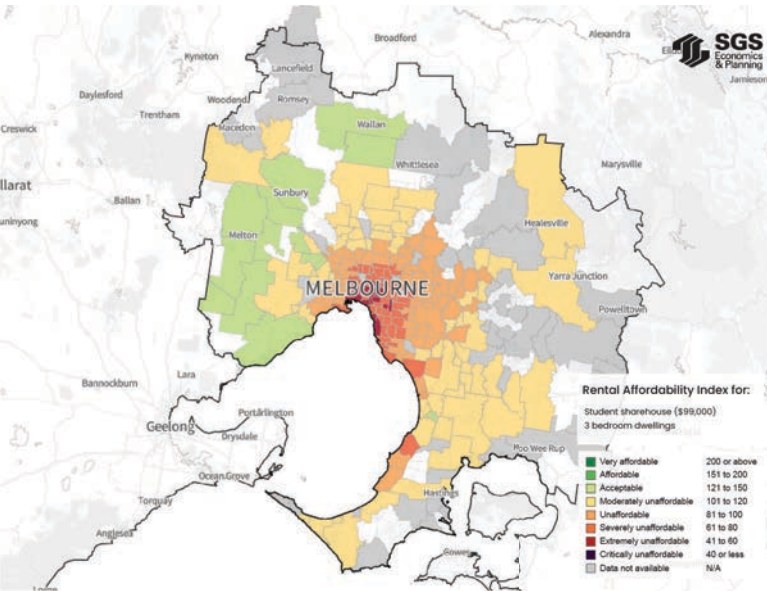 Broadford
Alexandra
SGS
Economics
& Planning
Kyneton
Lancefield
Jamieson
Daylesford
Woodend
Romsey
Trentham
Creswick
Macedon
Wallan
Whittlesea
Marysville
llarat
Ballan
Sunbury
uninyong
Healesville
Melton
MELBOURNE
Yarra Junction
Powelltown
Lara
Bannockburn
Geelong
Portarlington
Drysdale
Ocean Grove
Torquay
Anglesea
Hastings
Cowes
Rental Affordability Index for:
Student sharehouse ($99,000)
3 bedroom dwellings
Very affordable 200 or above
Affordable 151 to 200
Acceptable 121 to 150
Moderately unaffordable 101 to 120
Unaffordable 81 to 100
Severely unaffordable 61 to 80
Extremely unaffordable 41 to 60
Critically unaffordable 40 or less
Data not available N/A